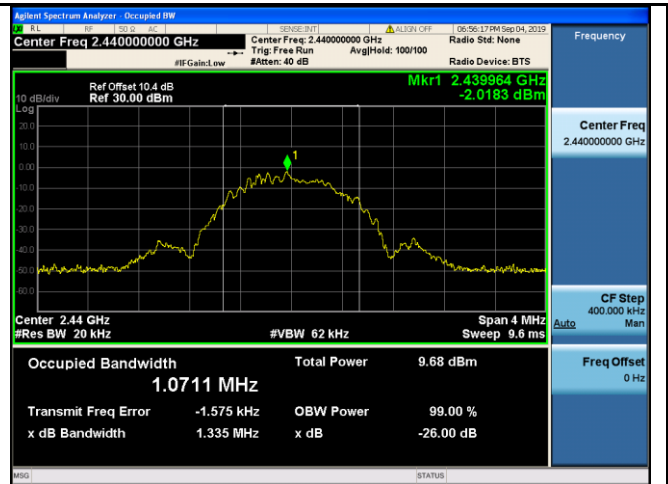 Agilent Spectrum Analyzer - Occupied BW
RL RF 50 Ω AC SENSE:INT ALIGN OFF 06:56:17 PM Sep 04, 2019
Center Freq 2.440000000 GHz
Center Freq: 2.440000000 GHz Radio Std: None
Trig: Free Run Avg|Hold: 100/100
#IFGain:Low #Atten: 40 dB Radio Device: BTS
Frequency
Mkr1 2.439964 GHz
-2.0183 dBm
Ref Offset 10.4 dB
10 dB/div Ref 30.00 dBm
Log
20.0
10.0
0.00
-10.0
-20.0
-30.0
-40.0
-50.0
-60.0
1
Center 2.44 GHz Span 4 MHz
#Res BW 20 kHz #VBW 62 kHz Sweep 9.6 ms
Occupied Bandwidth Total Power 9.68 dBm
1.0711 MHz
Transmit Freq Error -1.575 kHz OBW Power 99.00 %
x dB Bandwidth 1.335 MHz x dB -26.00 dB
Center Freq
2.440000000 GHz
CF Step
400.000 kHz
Auto Man
Freq Offset
0 Hz
MSG STATUS